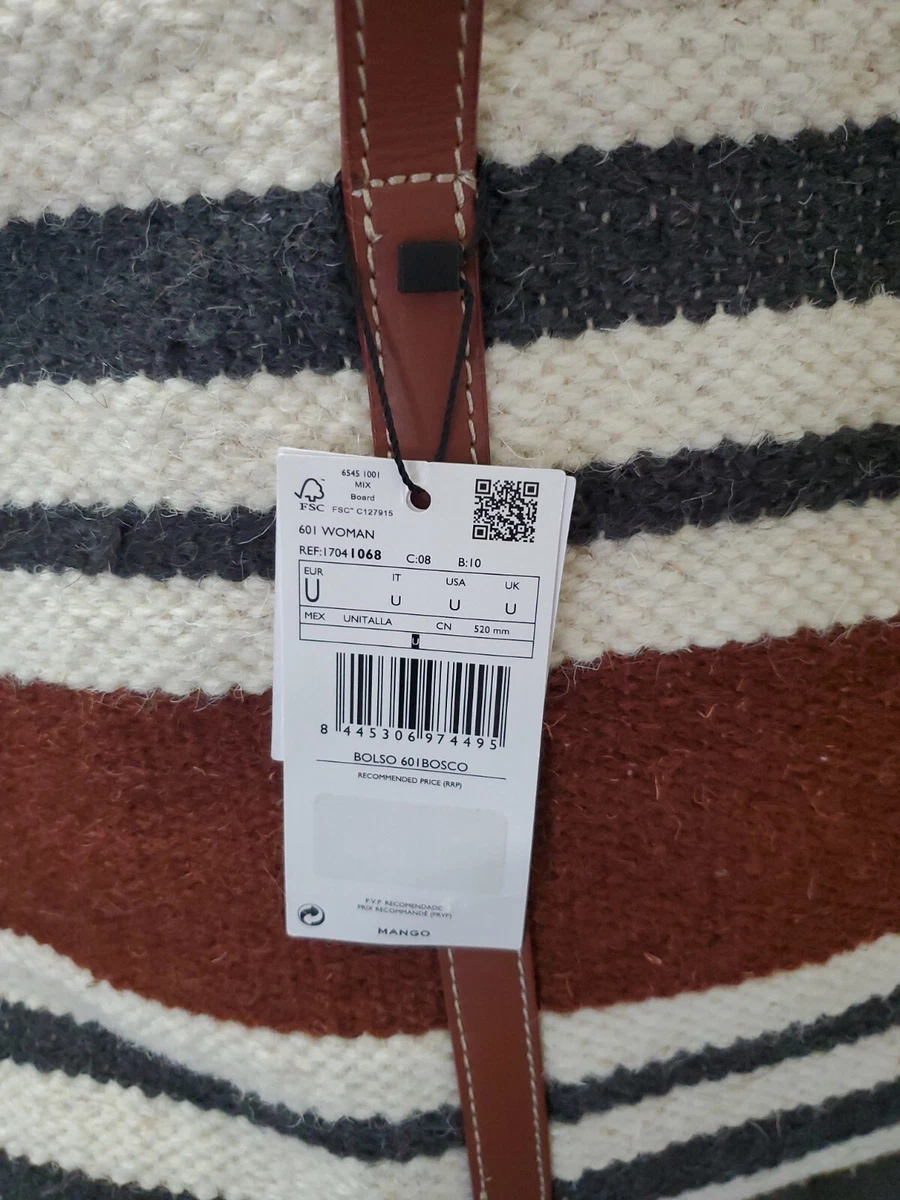 6545 1001
MIX
Board
FSC
FSC™ C127915
601 WOMAN
REF:17041068 C:08 B:10
EUR IT USA UK
U U U U
MEX UNITALLA CN 520 mm
U
8 445306 974495
BOLSO 601BOSCO
RECOMMENDED PRICE (RRP)
P.V.P. RECOMENDADO
PRIX RECOMMANDÉ (PRVP)
MANGO